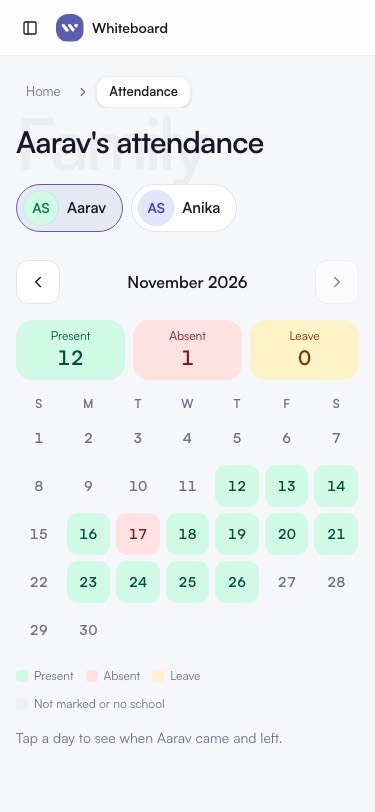 Whiteboard
Home > Attendance
Family
Aarav's attendance
AS Aarav AS Anika
November 2026
Present Absent Leave
12 1 0
S M T W T F S
1 2 3 4 5 6 7
8 9 10 11 12 13 14
15 16 17 18 19 20 21
22 23 24 25 26 27 28
29 30
Present Absent Leave
Not marked or no school
Tap a day to see when Aarav came and left.